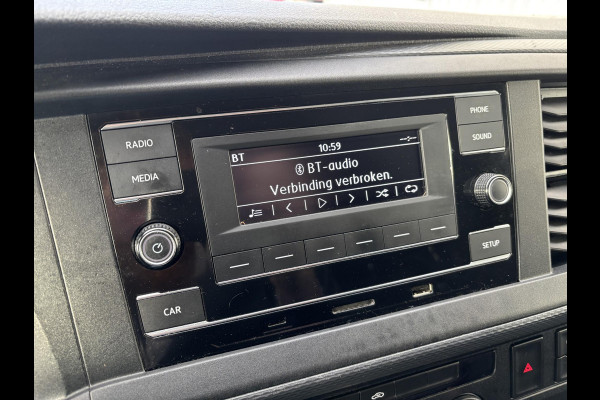 RADIO
MEDIA
CAR
BT
10:59
BT-audio
Verbinding verbroken.
PHONE
SOUND
SETUP